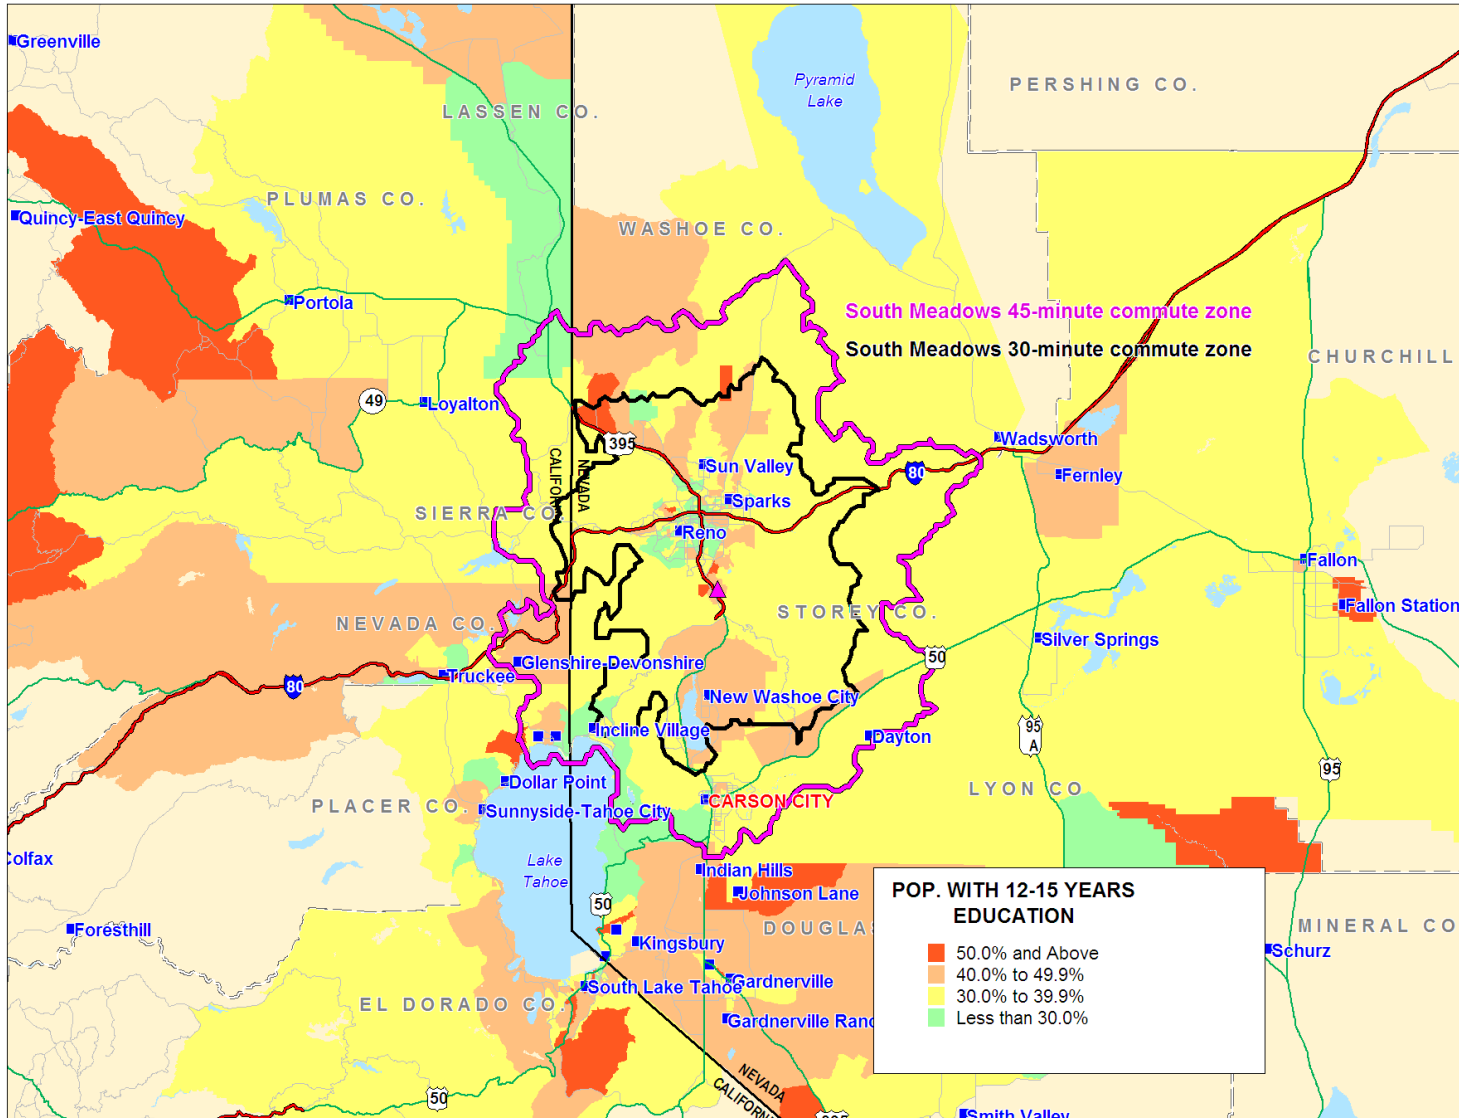 Greenville
Pyramid
Lake
PERSHING CO.
LASSEN CO.
PLUMAS CO.
Quincy-East Quincy
WASHOE CO.
Portola
South Meadows 45-minute commute zone
South Meadows 30-minute commute zone
CHURCHILL
49
Loyalton
395
Wadsworth
CALIFORNIA
NEVADA
Sun Valley
80
Fernley
Sparks
SIERRA CO.
Reno
Fallon
Fallon Station
STOREY CO.
NEVADA CO.
Silver Springs
50
Glenshire-Devonshire
Truckee
80
New Washoe City
Incline Village
Dayton
95
A
95
Dollar Point
LYON CO
PLACER CO.
Sunnyside-Tahoe City
CARSON CITY
Colfax
Lake
Tahoe
Indian Hills
Johnson Lane
POP. WITH 12-15 YEARS
EDUCATION
50.0% and Above
40.0% to 49.9%
30.0% to 39.9%
Less than 30.0%
50
Foresthill
DOUGLAS
MINERAL CO
Kingsbury
Schurz
Gardnerville
South Lake Tahoe
EL DORADO CO.
Gardnerville Ranc
NEVADA
CALIFORNIA
50
395
Smith Valley